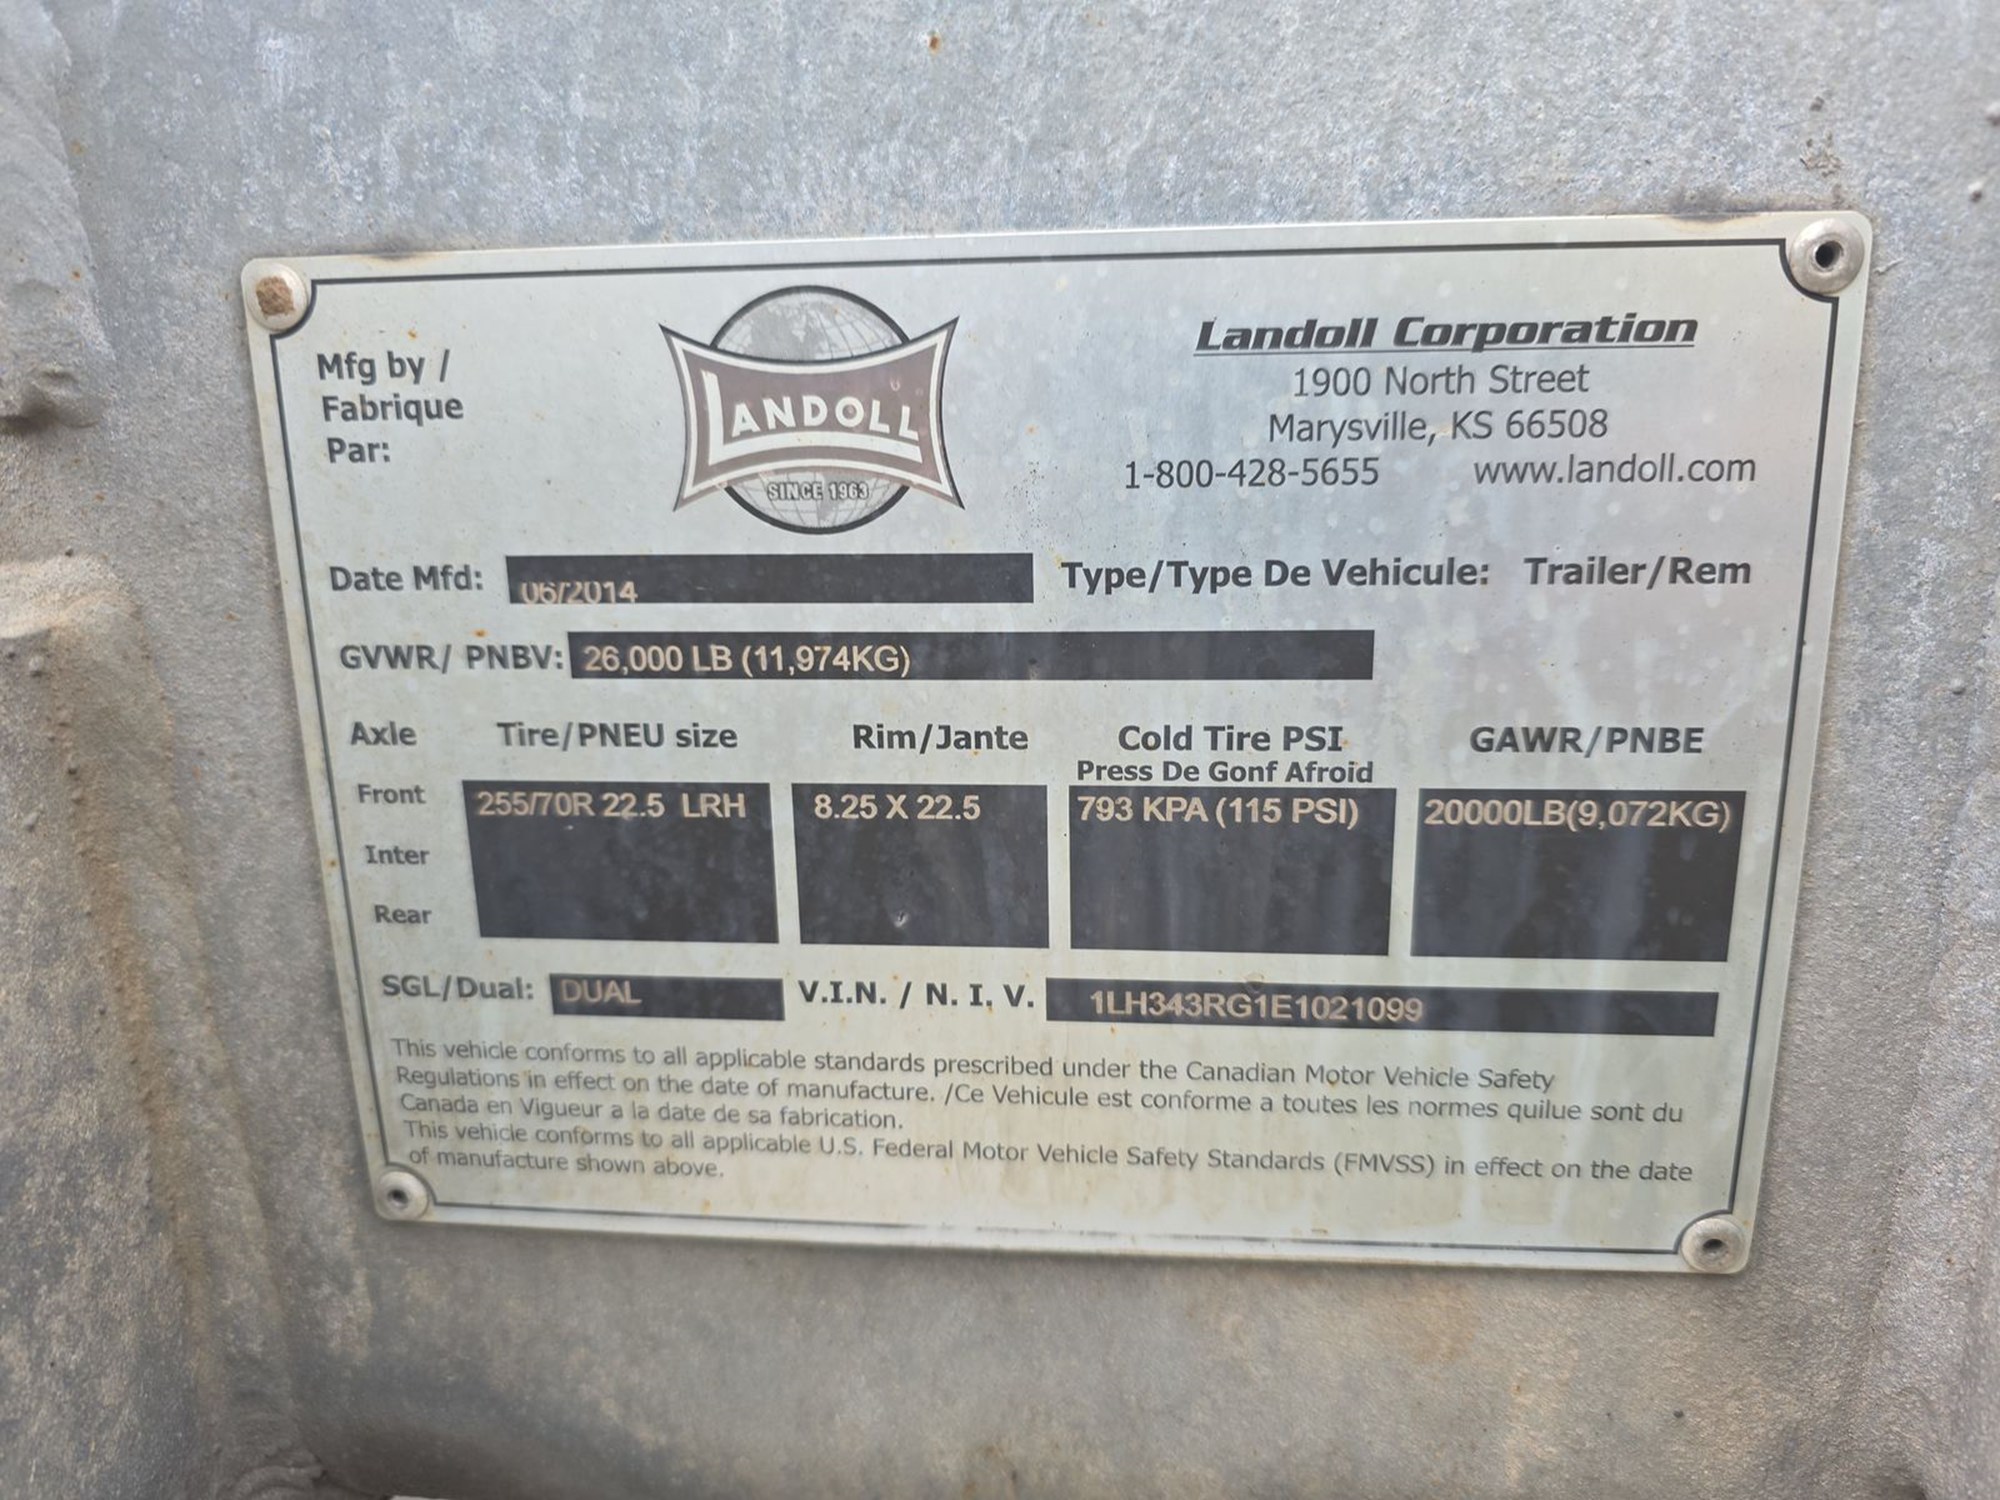 Mfg by /
Fabrique
Par:
LANDOLL
SINCE 1963
Landoll Corporation
1900 North Street
Marysville, KS 66508
1-800-428-5655 www.landoll.com
Date Mfd: 06/2014 Type/Type De Vehicule: Trailer/Rem
GVWR/ PNBV: 26,000 LB (11,974KG)
Axle Tire/PNEU size Rim/Jante Cold Tire PSI GAWR/PNBE
Press De Gonf Afroid
Front 255/70R 22.5 LRH 8.25 X 22.5 793 KPA (115 PSI) 20000LB(9,072KG)
Inter
Rear
SGL/Dual: DUAL V.I.N. / N. I. V. 1LH343RG1E1021099
This vehicle conforms to all applicable standards prescribed under the Canadian Motor Vehicle Safety
Regulations in effect on the date of manufacture. /Ce Vehicule est conforme a toutes les normes quilue sont du
Canada en Vigueur a la date de sa fabrication.
This vehicle conforms to all applicable U.S. Federal Motor Vehicle Safety Standards (FMVSS) in effect on the date
of manufacture shown above.